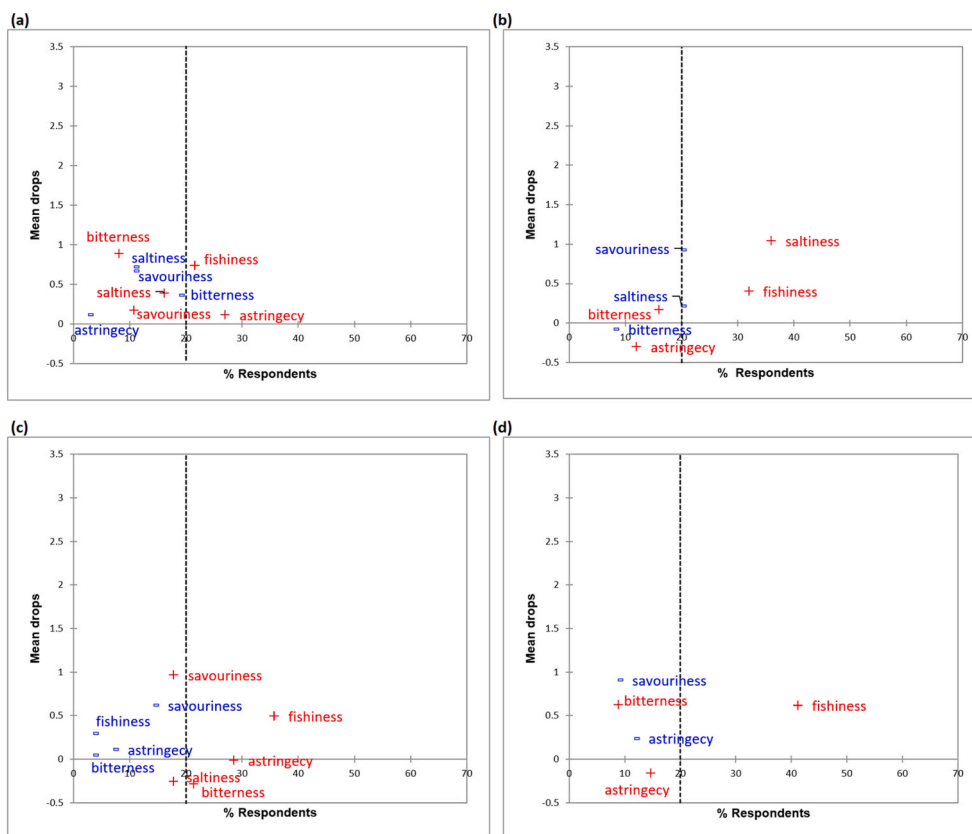 (a)
3.5
3
2.5
2
1.5
1
0.5
0
-0.5
Mean drops
bitterness
saltiness
fishiness
savouriness
saltiness
bitterness
savouriness
astringecy
astringecy
0 10 20 30 40 50 60 70
% Respondents
(b)
3.5
3
2.5
2
1.5
1
0.5
0
-0.5
Mean drops
savouriness
saltiness
fishiness
saltiness
bitterness
bitterness
astringecy
0 10 20 30 40 50 60 70
% Respondents
(c)
3.5
3
2.5
2
1.5
1
0.5
0
-0.5
Mean drops
savouriness
savouriness
fishiness
fishiness
astringecy
astringecy
bitterness
saltiness
bitterness
0 10 20 30 40 50 60 70
% Respondents
(d)
3.5
3
2.5
2
1.5
1
0.5
0
-0.5
Mean drops
savouriness
bitterness
fishiness
astringecy
astringecy
0 10 20 30 40 50 60 70
% Respondents